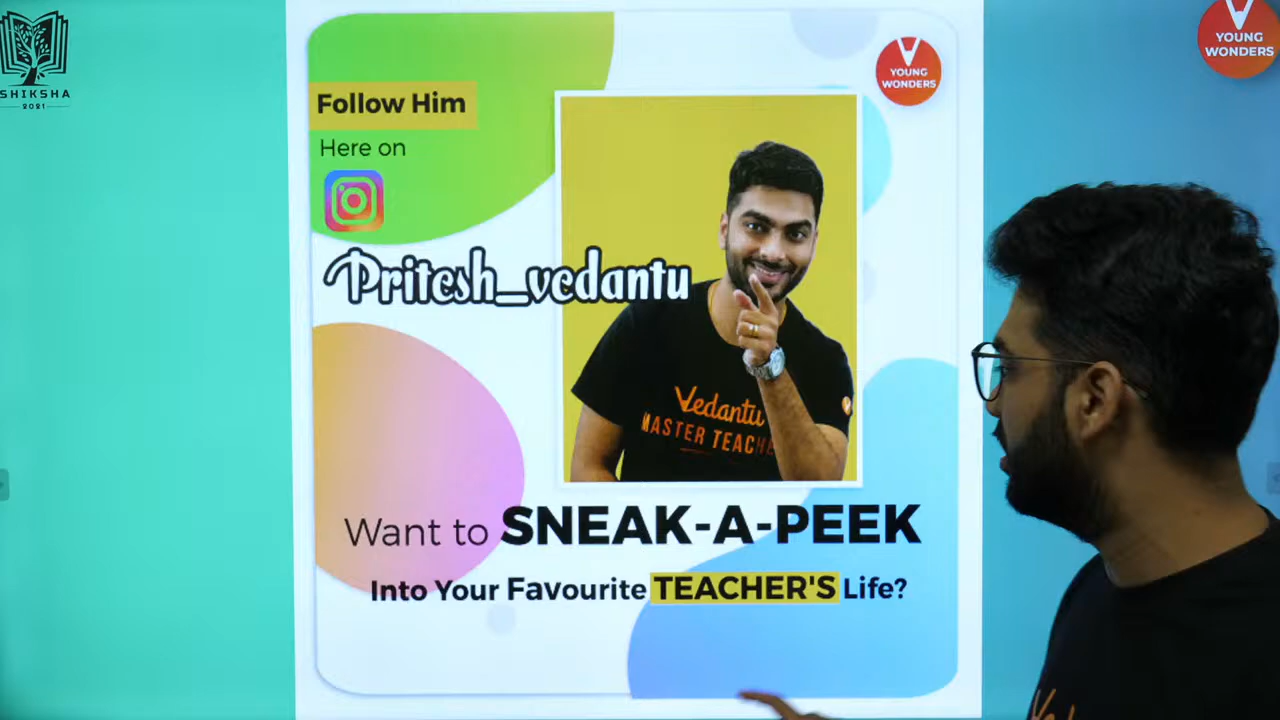 SHIKSHA
2021
YOUNG
WONDERS
YOUNG
WONDERS
Follow Him
Here on
Pritesh_vedantu
Vedantu
MASTER TEACHE
Want to SNEAK-A-PEEK
Into Your Favourite TEACHER'S Life?